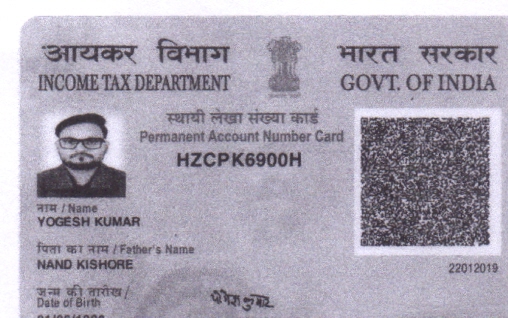 आयकर विभाग
INCOME TAX DEPARTMENT
भारत सरकार
GOVT. OF INDIA
स्थायी लेखा संख्या कार्ड
Permanent Account Number Card
HZCPK6900H
नाम / Name
YOGESH KUMAR
पिता का नाम / Father's Name
NAND KISHORE
जन्म की तारीख /
Date of Birth
22012019
योगेश कुमार